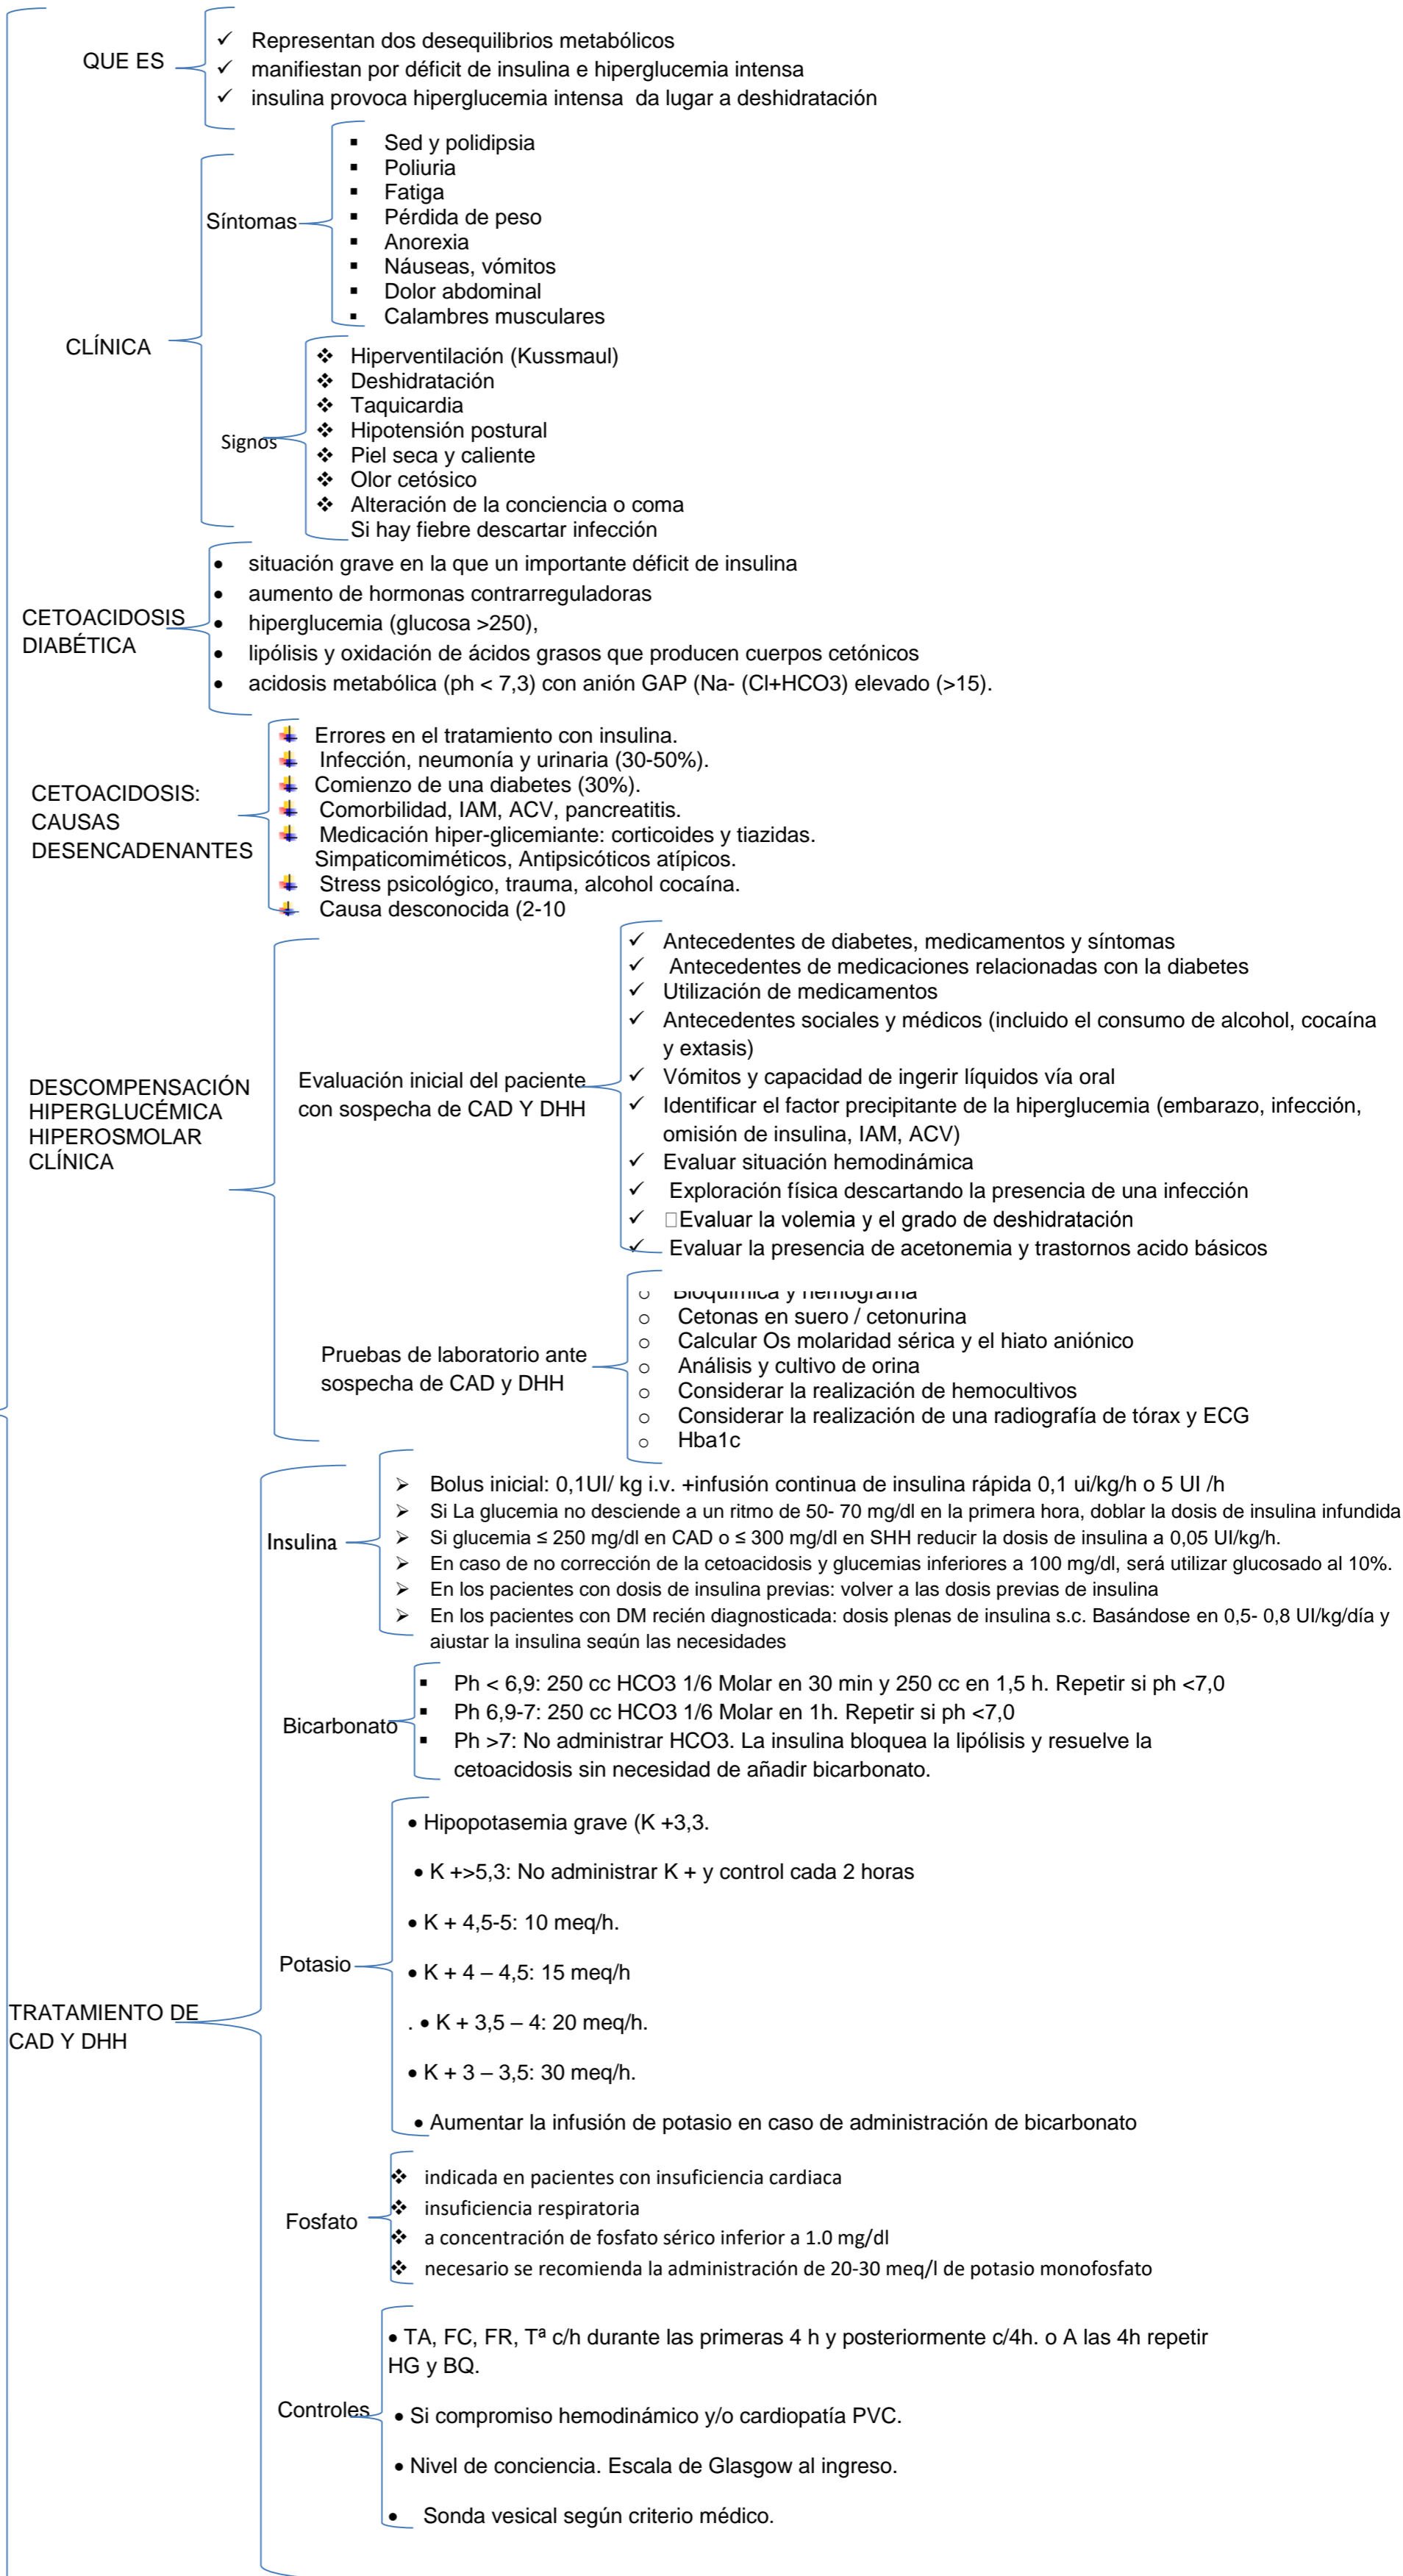 QUE ES
✓ Representan dos desequilibrios metabólicos
✓ manifiestan por déficit de insulina e hiperglucemia intensa
✓ insulina provoca hiperglucemia intensa da lugar a deshidratación
CLÍNICA
Síntomas
▪ Sed y polidipsia
▪ Poliuria
▪ Fatiga
▪ Pérdida de peso
▪ Anorexia
▪ Náuseas, vómitos
▪ Dolor abdominal
▪ Calambres musculares
Signos
❖ Hiperventilación (Kussmaul)
❖ Deshidratación
❖ Taquicardia
❖ Hipotensión postural
❖ Piel seca y caliente
❖ Olor cetósico
❖ Alteración de la conciencia o coma
Si hay fiebre descartar infección
CETOACIDOSIS
DIABÉTICA
• situación grave en la que un importante déficit de insulina
• aumento de hormonas contrarreguladoras
• hiperglucemia (glucosa >250),
• lipólisis y oxidación de ácidos grasos que producen cuerpos cetónicos
• acidosis metabólica (ph < 7,3) con anión GAP (Na- (Cl+HCO3) elevado (>15).
CETOACIDOSIS:
CAUSAS
DESENCADENANTES
Errores en el tratamiento con insulina.
Infección, neumonía y urinaria (30-50%).
Comienzo de una diabetes (30%).
Comorbilidad, IAM, ACV, pancreatitis.
Medicación hiper-glicemiante: corticoides y tiazidas.
Simpaticomiméticos, Antipsicóticos atípicos.
Stress psicológico, trauma, alcohol cocaína.
Causa desconocida (2-10
DESCOMPENSACIÓN
HIPERGLUCÉMICA
HIPEROSMOLAR
CLÍNICA
Evaluación inicial del paciente
con sospecha de CAD Y DHH
✓ Antecedentes de diabetes, medicamentos y síntomas
✓ Antecedentes de medicaciones relacionadas con la diabetes
✓ Utilización de medicamentos
✓ Antecedentes sociales y médicos (incluido el consumo de alcohol, cocaína
y extasis)
✓ Vómitos y capacidad de ingerir líquidos vía oral
✓ Identificar el factor precipitante de la hiperglucemia (embarazo, infección,
omisión de insulina, IAM, ACV)
✓ Evaluar situación hemodinámica
✓ Exploración física descartando la presencia de una infección
✓ □Evaluar la volemia y el grado de deshidratación
✓ Evaluar la presencia de acetonemia y trastornos acido básicos
Pruebas de laboratorio ante
sospecha de CAD y DHH
o Bioquímica y hemograma
o Cetonas en suero / cetonurina
o Calcular Os molaridad sérica y el hiato aniónico
o Análisis y cultivo de orina
o Considerar la realización de hemocultivos
o Considerar la realización de una radiografía de tórax y ECG
o Hba1c
TRATAMIENTO DE
CAD Y DHH
Insulina
➢ Bolus inicial: 0,1UI/ kg i.v. +infusión continua de insulina rápida 0,1 ui/kg/h o 5 UI /h
➢ Si La glucemia no desciende a un ritmo de 50- 70 mg/dl en la primera hora, doblar la dosis de insulina infundida
➢ Si glucemia ≤ 250 mg/dl en CAD o ≤ 300 mg/dl en SHH reducir la dosis de insulina a 0,05 UI/kg/h.
➢ En caso de no corrección de la cetoacidosis y glucemias inferiores a 100 mg/dl, será utilizar glucosado al 10%.
➢ En los pacientes con dosis de insulina previas: volver a las dosis previas de insulina
➢ En los pacientes con DM recién diagnosticada: dosis plenas de insulina s.c. Basándose en 0,5- 0,8 UI/kg/día y
ajustar la insulina según las necesidades
Bicarbonato
▪ Ph < 6,9: 250 cc HCO3 1/6 Molar en 30 min y 250 cc en 1,5 h. Repetir si ph <7,0
▪ Ph 6,9-7: 250 cc HCO3 1/6 Molar en 1h. Repetir si ph <7,0
▪ Ph >7: No administrar HCO3. La insulina bloquea la lipólisis y resuelve la
cetoacidosis sin necesidad de añadir bicarbonato.
Potasio
• Hipopotasemia grave (K +3,3.
• K +>5,3: No administrar K + y control cada 2 horas
• K + 4,5-5: 10 meq/h.
• K + 4 – 4,5: 15 meq/h
. • K + 3,5 – 4: 20 meq/h.
• K + 3 – 3,5: 30 meq/h.
• Aumentar la infusión de potasio en caso de administración de bicarbonato
Fosfato
❖ indicada en pacientes con insuficiencia cardiaca
❖ insuficiencia respiratoria
❖ a concentración de fosfato sérico inferior a 1.0 mg/dl
❖ necesario se recomienda la administración de 20-30 meq/l de potasio monofosfato
Controles
• TA, FC, FR, Tª c/h durante las primeras 4 h y posteriormente c/4h. o A las 4h repetir
HG y BQ.
• Si compromiso hemodinámico y/o cardiopatía PVC.
• Nivel de conciencia. Escala de Glasgow al ingreso.
• Sonda vesical según criterio médico.